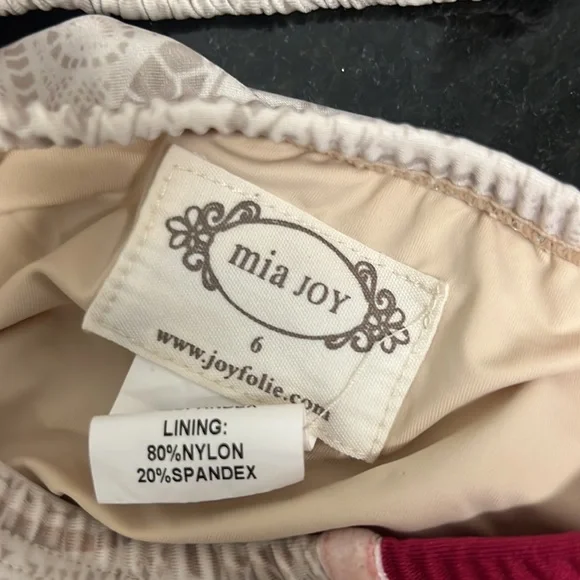 mia JOY
6
www.joyfolie.com
LINING:
80%NYLON
20%SPANDEX